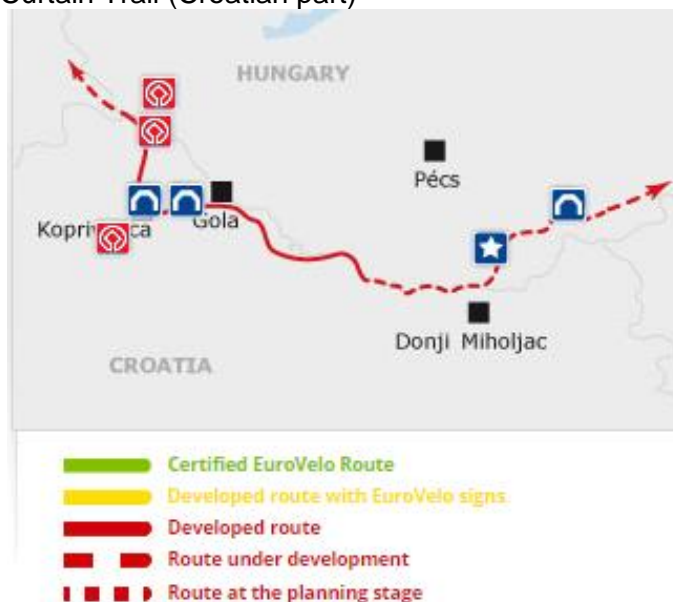 Curtain Trail (Croatian part)
HUNGARY
Pécs
Gola
Donji Miholjac
CROATIA
Certified EuroVelo Route
Developed route with EuroVelo signs
Developed route
Route under development
Route at the planning stage